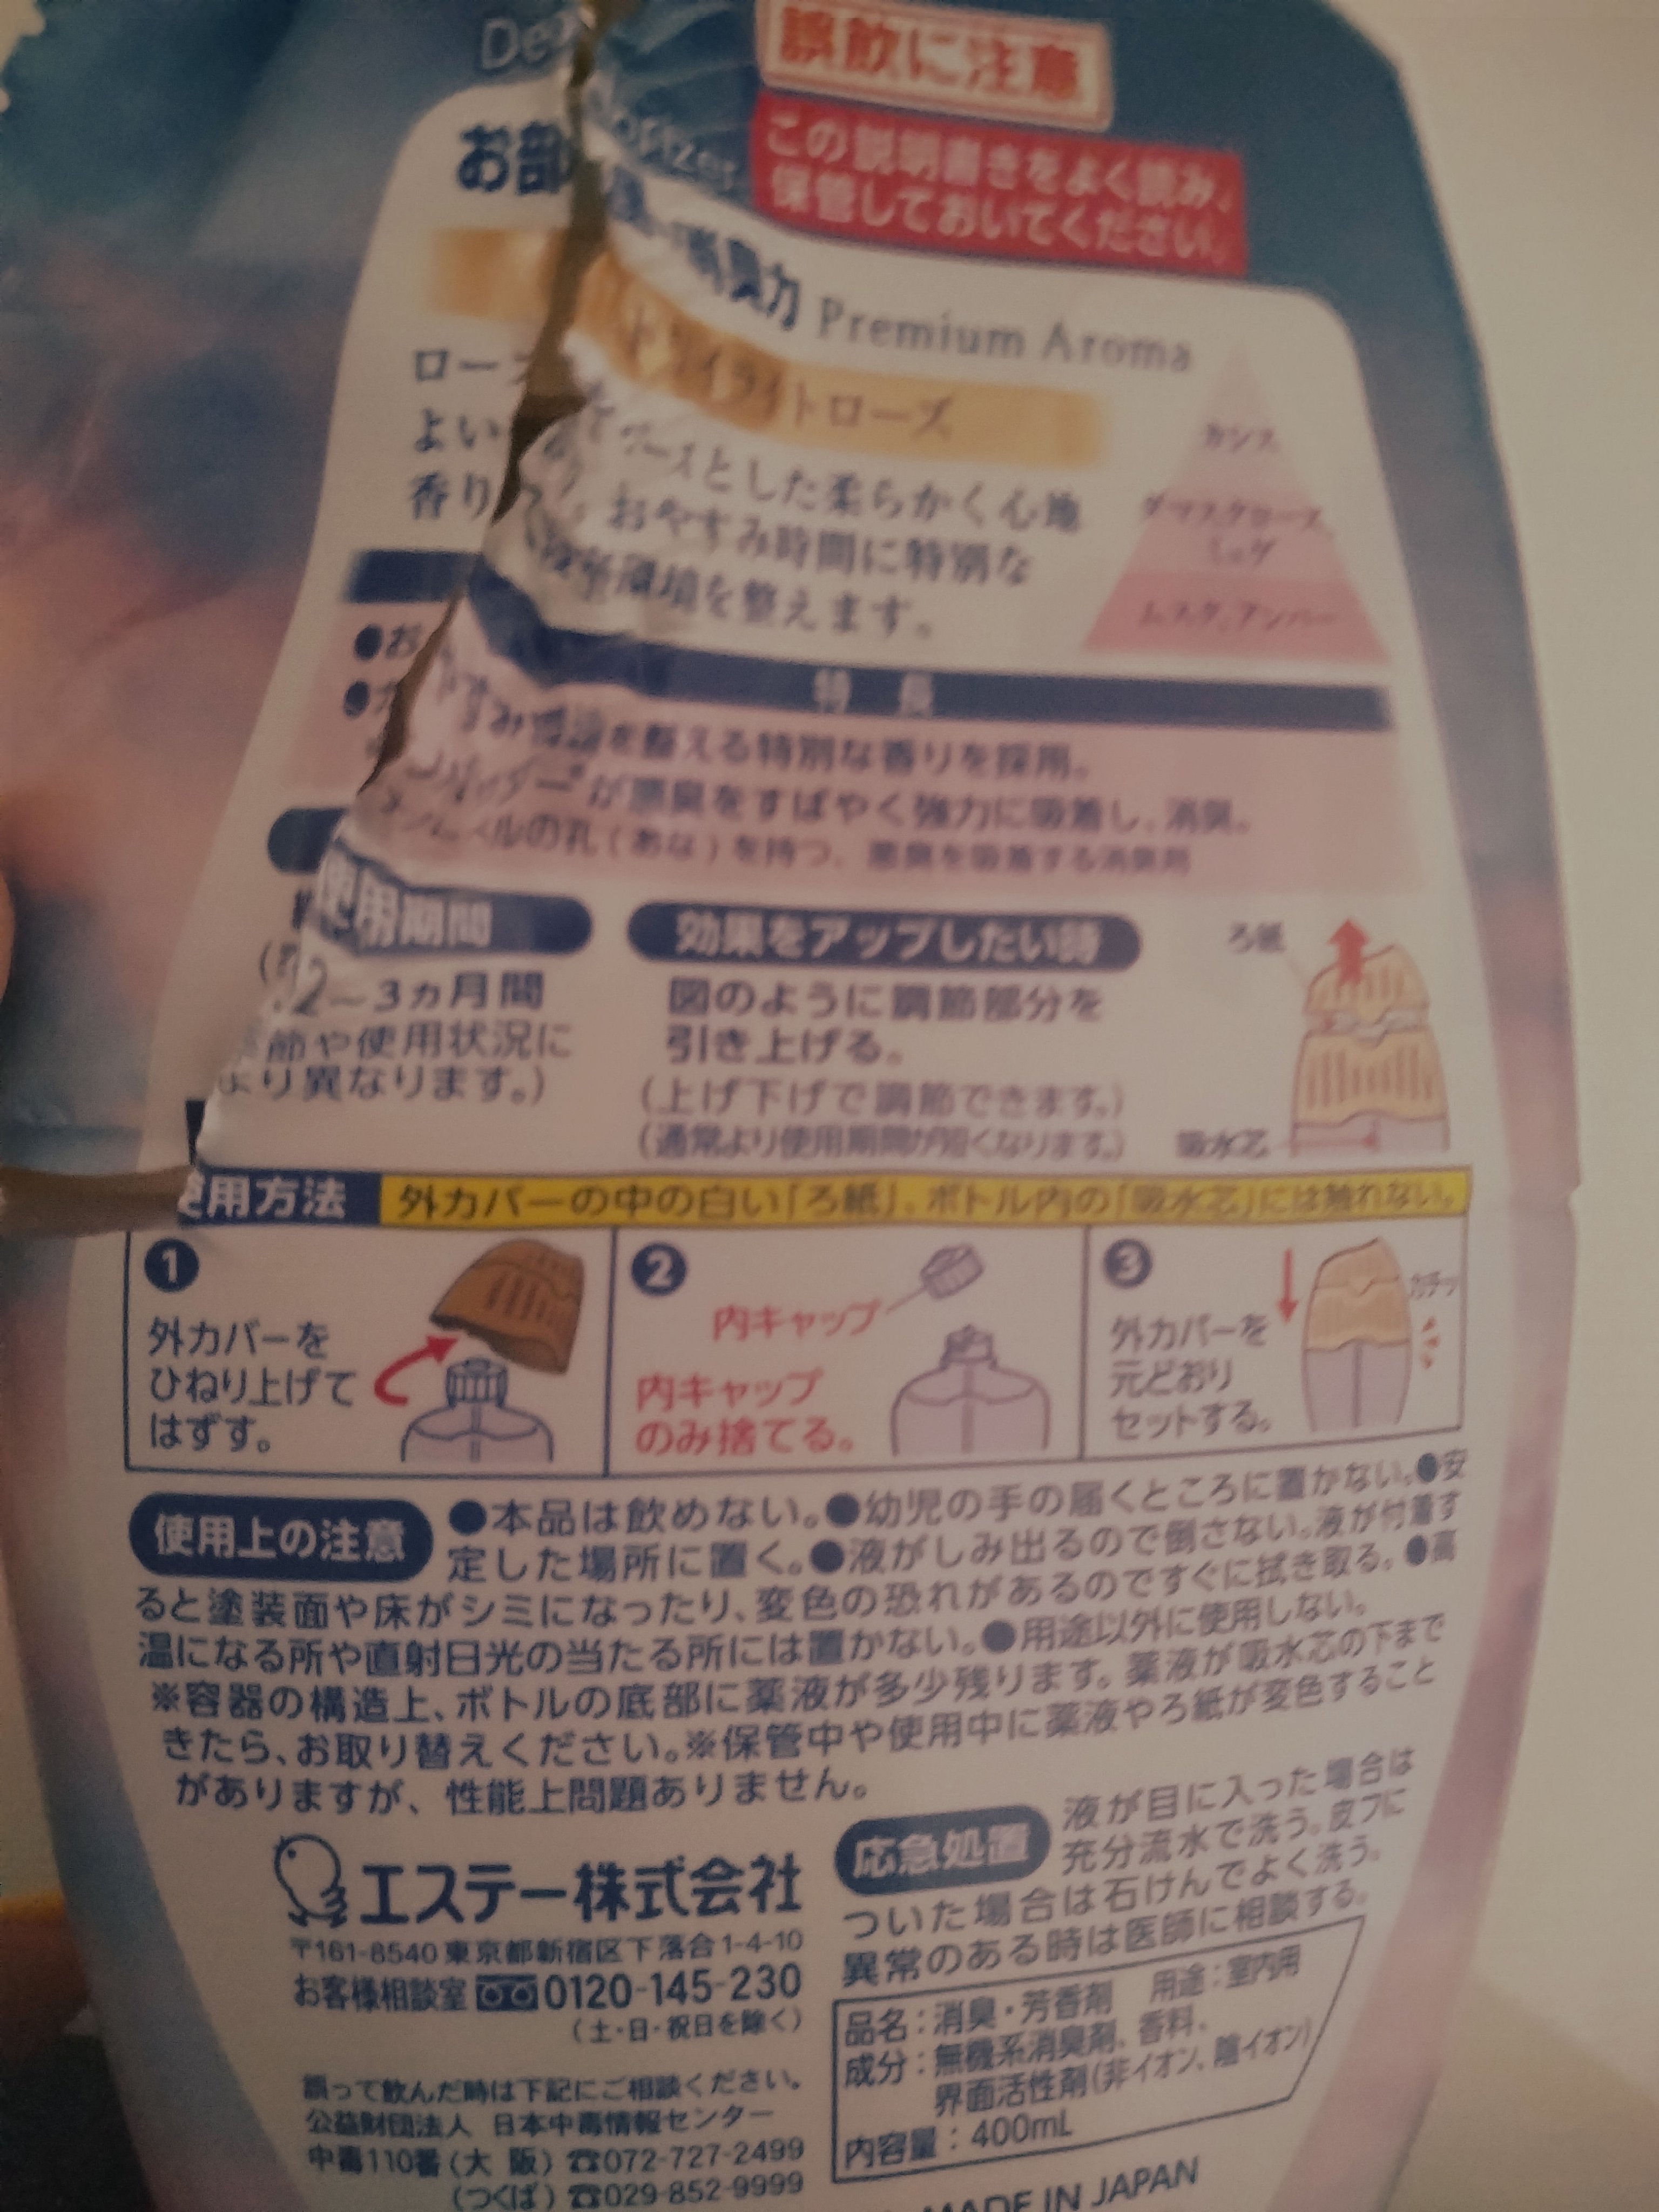 誤飲に注意
この説明書きをよく読み、
保管しておいてください。
お部
消臭力 Premium Aroma
トワイライトローズ
カシス
ダマスクローズ、
ミュゲ
ムスク、アンバー
ベースとした柔らかく心地
よい おやすみ時間に特別な
香り 環境を整えます。
特 長
●お やすみ環境を整える特別な香りを採用。
が悪臭をすばやく強力に吸着し、消臭。
レベルの孔(あな)を持つ、悪臭を吸着する消臭剤
使用期間
2〜3ヵ月間
節や使用状況に
より異なります。)
効果をアップしたい時
図のように調節部分を
引き上げる。
(上げ下げで調節できます。)
(通常より使用期間が短くなります。)
ろ紙
吸水芯
使用方法 外カバーの中の白い「ろ紙」、ボトル内の「吸水芯」には触れない。
1
外カバーを
ひねり上げて
はずす。
2
内キャップ
内キャップ
のみ捨てる。
3
外カバーを
元どおり
セットする。
カチッ
使用上の注意 ●本品は飲めない。●幼児の手の届くところに置かない。●安
定した場所に置く。●液がしみ出るので倒さない。液が付着す
ると塗装面や床がシミになったり、変色の恐れがあるのですぐに拭き取る。●高
温になる所や直射日光の当たる所には置かない。●用途以外に使用しない。
※容器の構造上、ボトルの底部に薬液が多少残ります。薬液が吸水芯の下まで
きたら、お取り替えください。※保管中や使用中に薬液やろ紙が変色すること
がありますが、性能上問題ありません。
応急処置 液が目に入った場合は
充分流水で洗う。皮フに
ついた場合は石けんでよく洗う。
異常のある時は医師に相談する。
エステー株式会社
〒161-8540 東京都新宿区下落合1-4-10
お客様相談室 0120-145-230
(土・日・祝日を除く)
誤って飲んだ時は下記にご相談ください。
公益財団法人 日本中毒情報センター
中毒110番(大 阪)☎072-727-2499
(つくば)☎029-852-9999
品名：消臭・芳香剤 用途：室内用
成分：無機系消臭剤、香料、
界面活性剤(非イオン、陰イオン)
内容量：400mL
MADE IN JAPAN